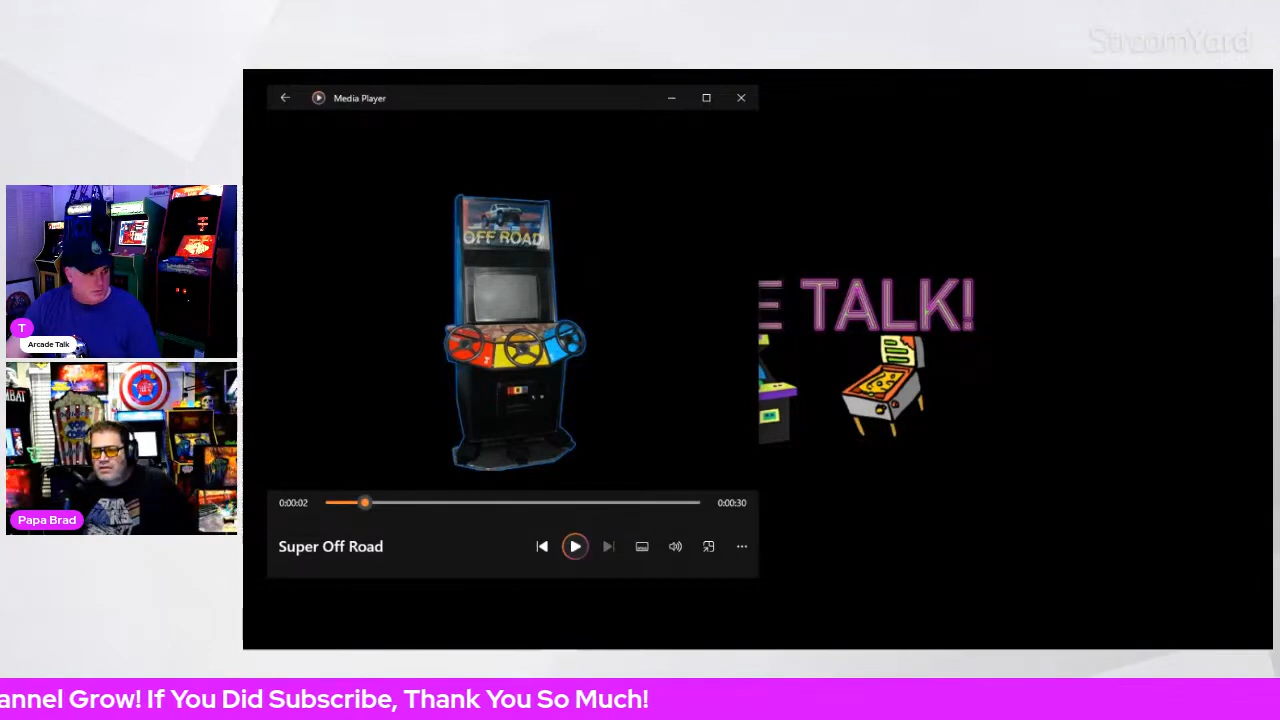 StreamYard
Media Player
OFF ROAD
E TALK!
T
Arcade Talk
Papa Brad
0:00:02
0:00:30
Super Off Road
annel Grow! If You Did Subscribe, Thank You So Much!